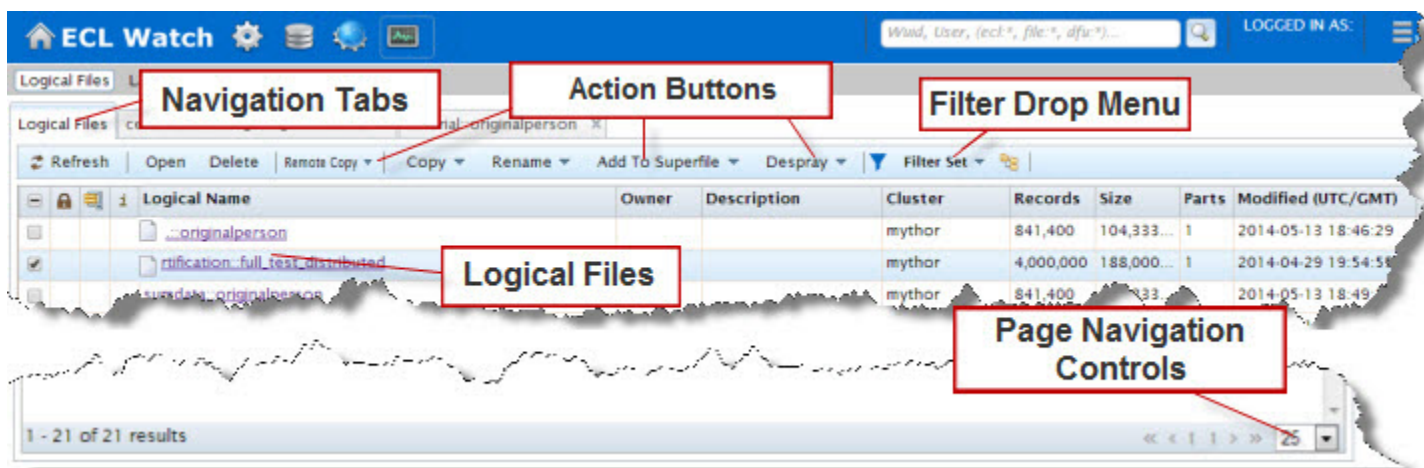 ECL Watch
Wuid, User, (ecl:*, file:*, dfu:*)...
LOGGED IN AS:
Logical Files
Navigation Tabs
Action Buttons
Filter Drop Menu
Logical Files originalperson
Refresh Open Delete Remote Copy Copy Rename Add To Superfile Despray Filter Set
i Logical Name Owner Description Cluster Records Size Parts Modified (UTC/GMT)
.::originalperson mythor 841,400 104,333... 1 2014-05-13 18:46:29
rtification::full_test_distributed mythor 4,000,000 188,000... 1 2014-04-29 19:54:59
Logical Files
originalperson mythor 841,400 2014-05-13 18:49
Page Navigation
Controls
1 - 21 of 21 results « < 1 1 > » 25